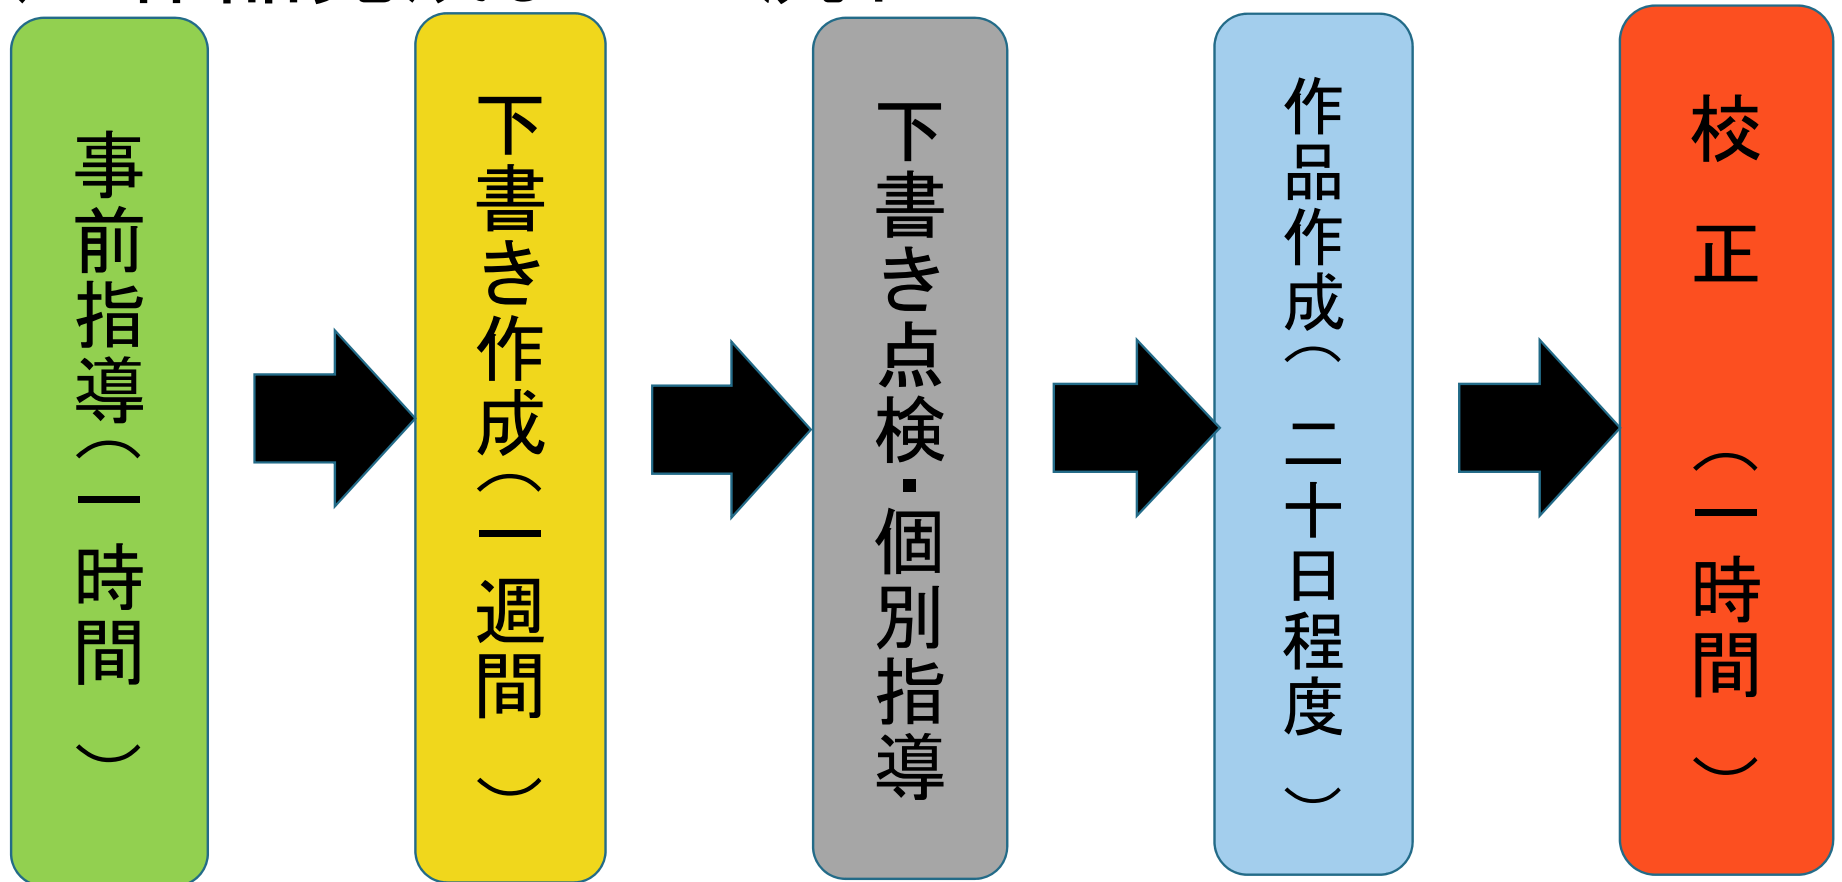 事前指導(一時間)
下書き作成(一週間)
下書き点検・個別指導
作品作成(二十日程度)
校正(一時間)